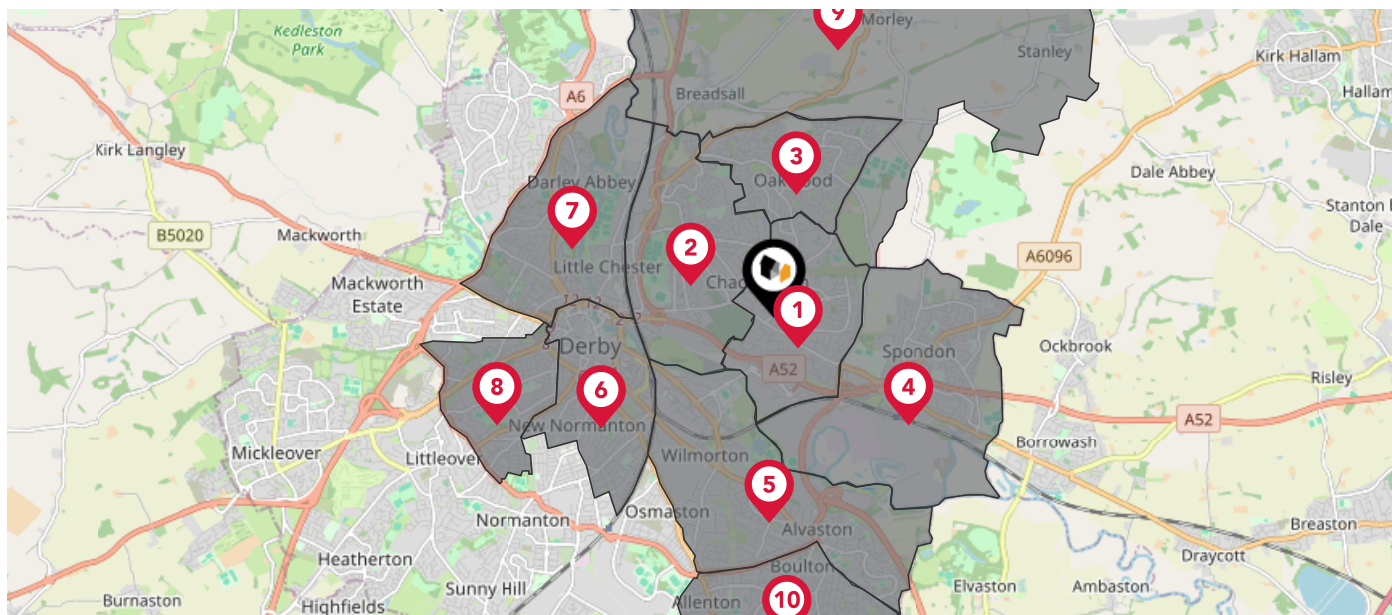 9
Morley
Kedleston
Park
Stanley
Kirk Hallam
A6
Breadsall
Hallam
Kirk Langley
3
Oakwood
Dale Abbey
Darley Abbey
7
Stanton
Dale
B5020
Mackworth
2
A6096
Little Chester
Mackworth
Estate
1
Derby
Spondon
Ockbrook
A52
8
6
4
Risley
A52
New Normanton
Borrowash
Mickleover
Littleover
Wilmorton
5
Normanton
Osmaston
Alvaston
Breaston
Heatherton
Draycott
Boulton
Sunny Hill
Elvaston
Ambaston
Burnaston
Highfields
Allenton
10